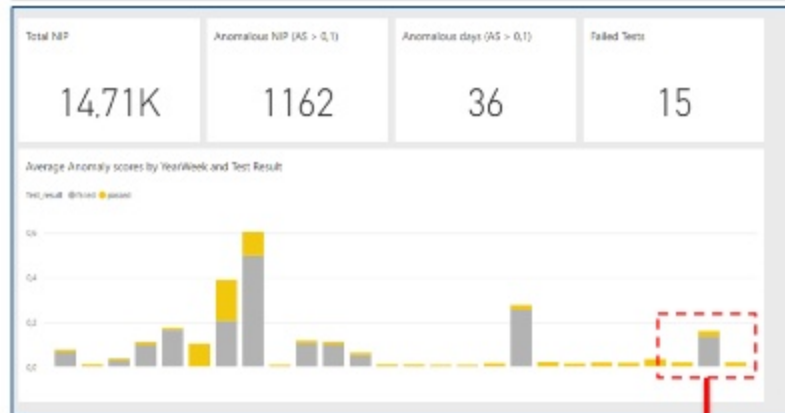 Total NIP
Anomalous NIP (AS > 0,1)
Anomalous days (AS > 0,1)
Failed Tests
14,71K
1162
36
15
Average Anomaly scores by YearWeek and Test Result
Test_result failed passed
0,6
0,4
0,2
0,0